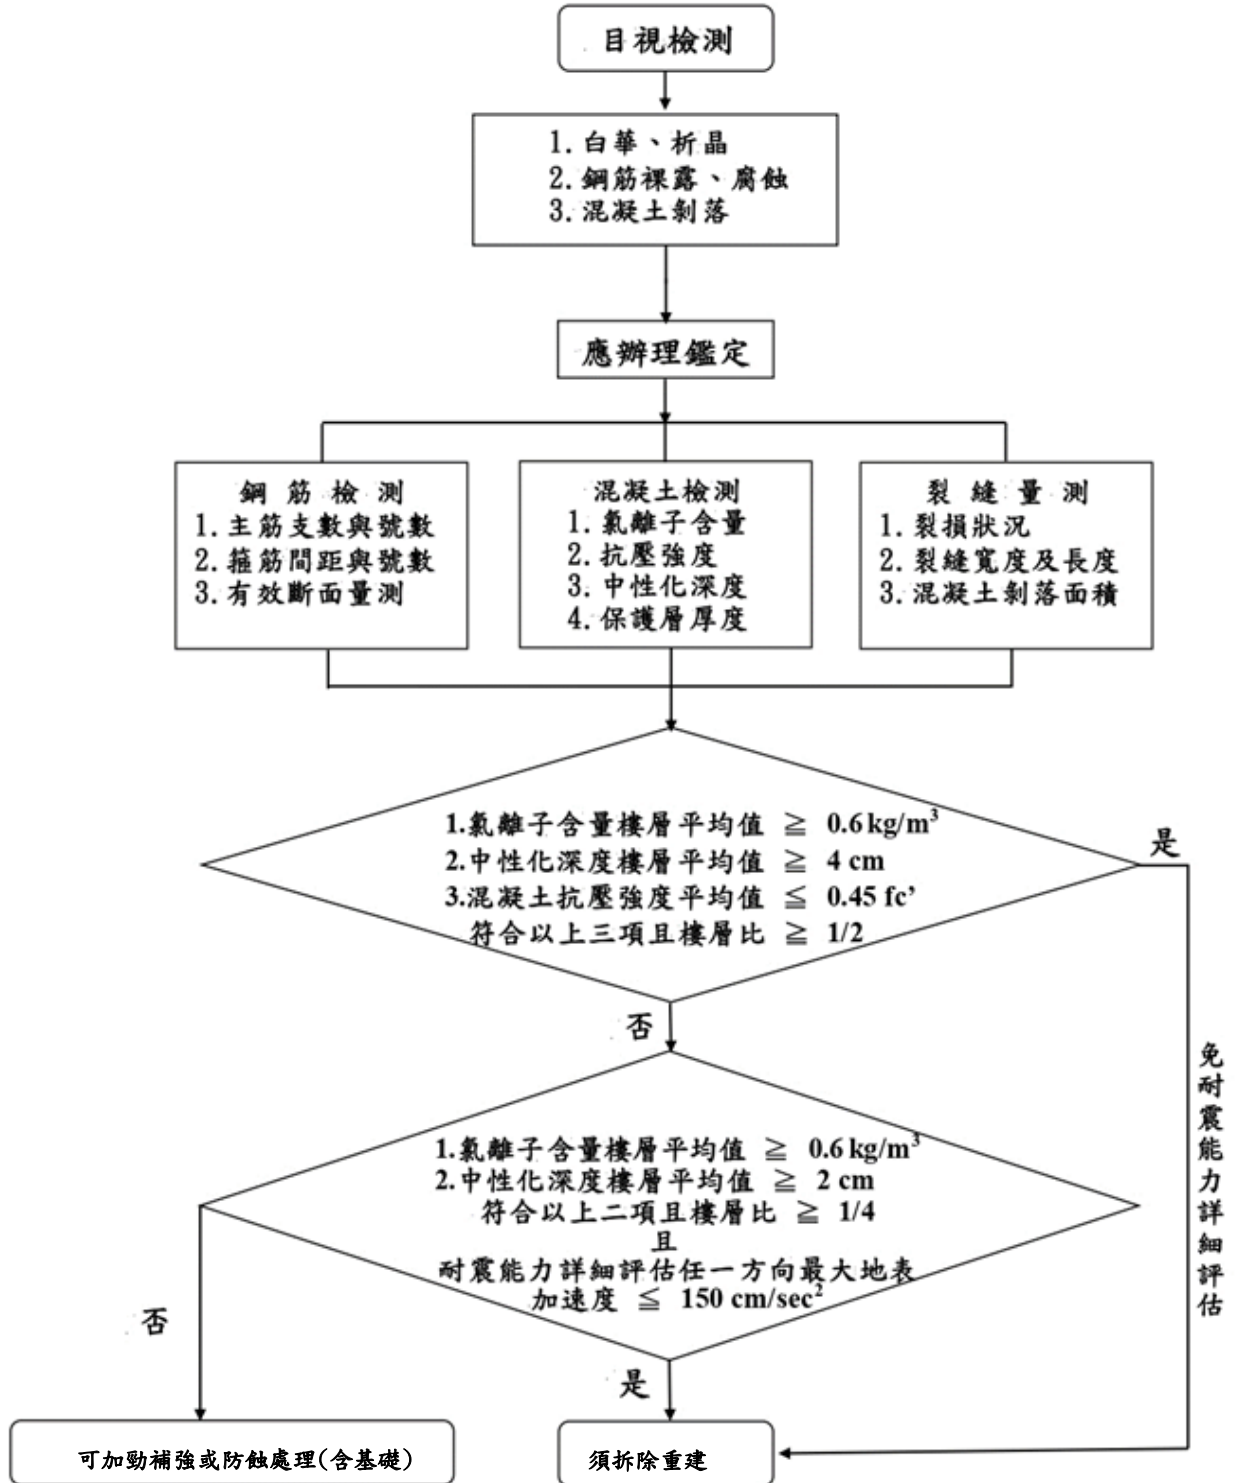 目視檢測
1. 白華、析晶
2. 鋼筋裸露、腐蝕
3. 混凝土剝落
應辦理鑑定
鋼筋檢測
1. 主筋支數與號數
2. 箍筋間距與號數
3. 有效斷面量測
混凝土檢測
1. 氯離子含量
2. 抗壓強度
3. 中性化深度
4. 保護層厚度
裂縫量測
1. 裂損狀況
2. 裂縫寬度及長度
3. 混凝土剝落面積
1.氯離子含量樓層平均值 ≧ 0.6 kg/m³
2.中性化深度樓層平均值 ≧ 4 cm
3.混凝土抗壓強度平均值 ≦ 0.45 fc’
符合以上三項且樓層比 ≧ 1/2
是
否
免耐震能力詳細評估
1.氯離子含量樓層平均值 ≧ 0.6 kg/m³
2.中性化深度樓層平均值 ≧ 2 cm
符合以上二項且樓層比 ≧ 1/4
且
耐震能力詳細評估任一方向最大地表
加速度 ≦ 150 cm/sec²
否
是
可加勁補強或防蝕處理(含基礎)
須拆除重建